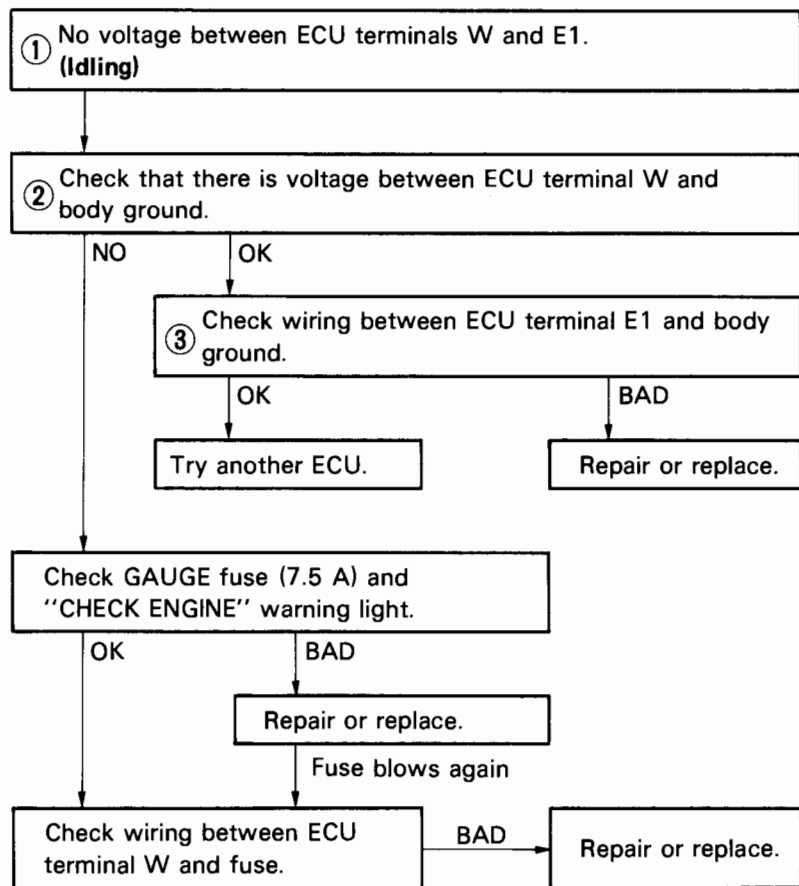 ① No voltage between ECU terminals W and E1.
(Idling)
② Check that there is voltage between ECU terminal W and
body ground.
NO
OK
③ Check wiring between ECU terminal E1 and body
ground.
OK
BAD
Try another ECU.
Repair or replace.
Check GAUGE fuse (7.5 A) and
"CHECK ENGINE" warning light.
OK
BAD
Repair or replace.
Fuse blows again
Check wiring between ECU
terminal W and fuse.
BAD
Repair or replace.